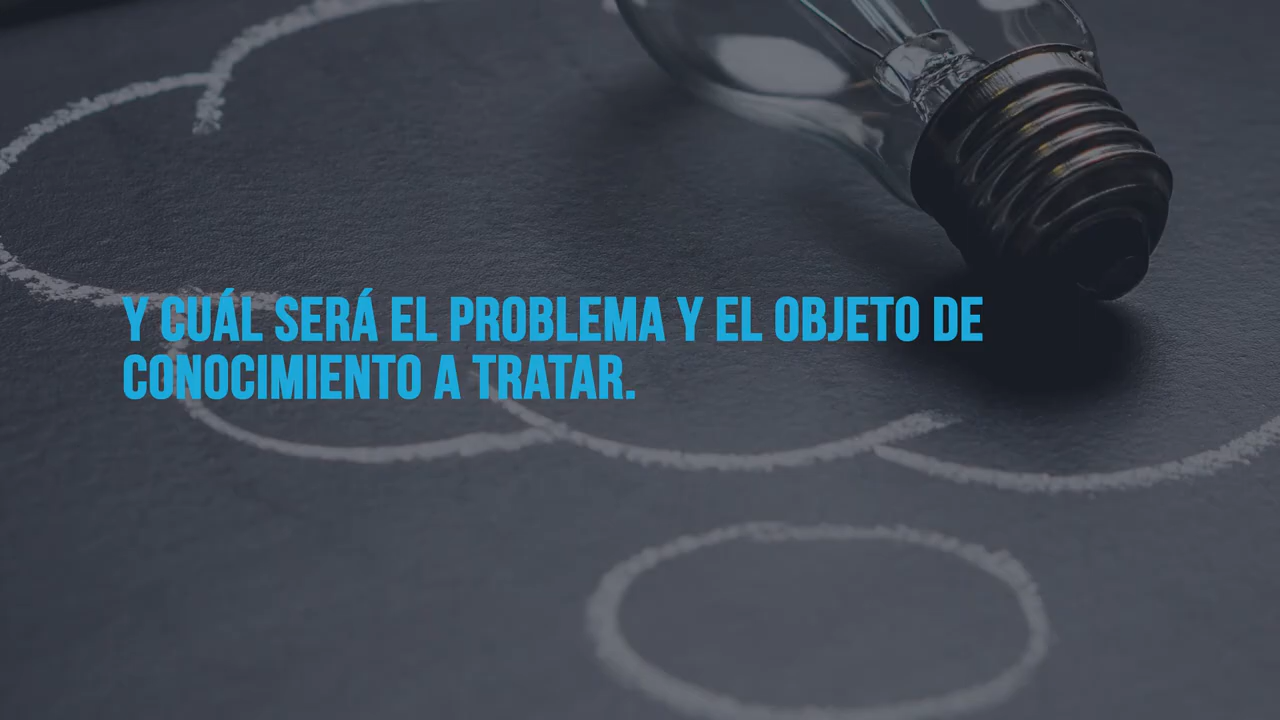 Y CUÁL SERÁ EL PROBLEMA Y EL OBJETO DE
CONOCIMIENTO A TRATAR.